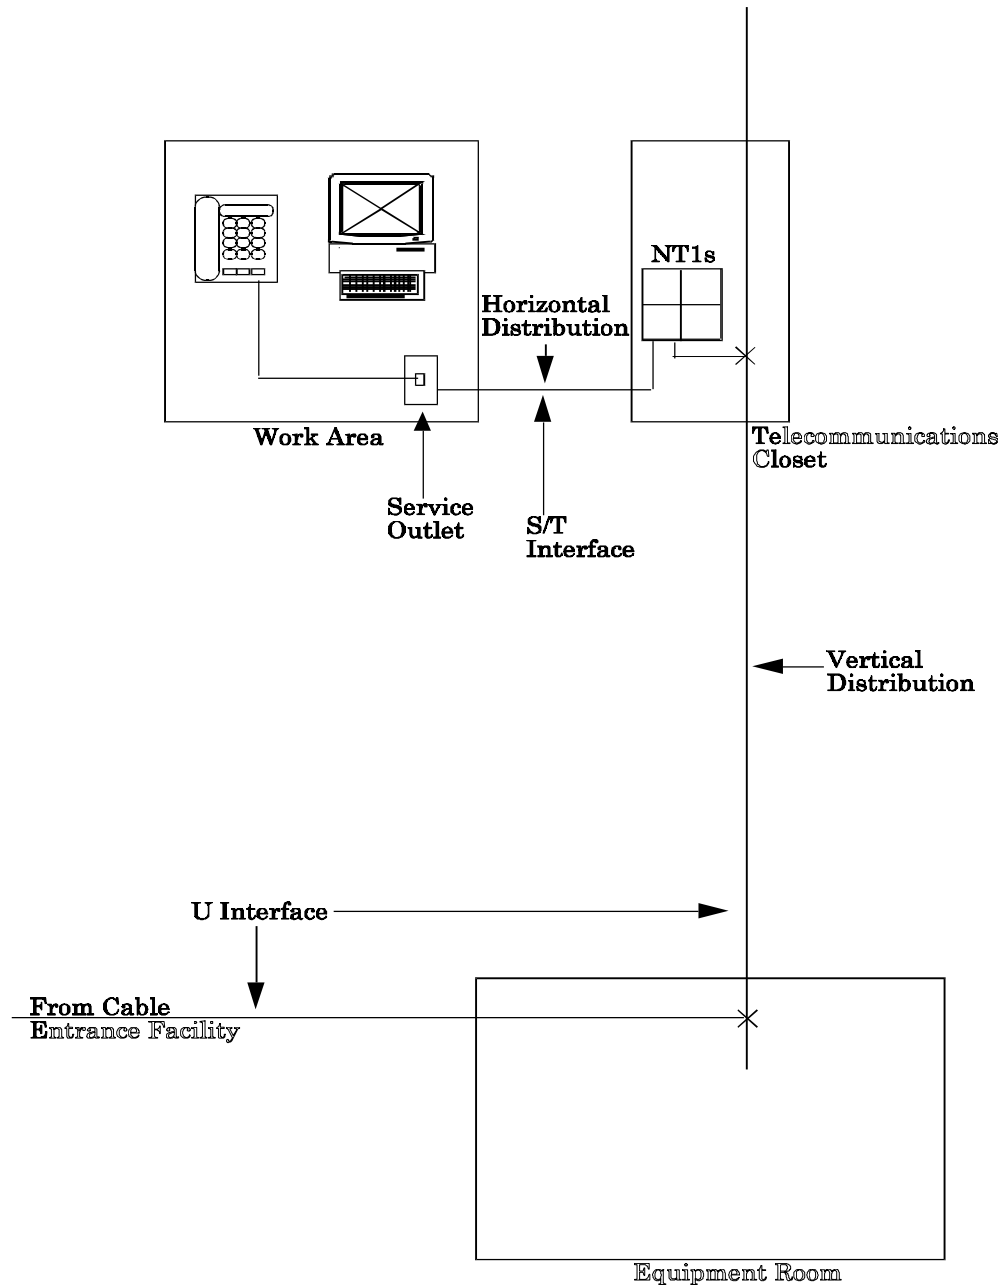 NT1s
Horizontal
Distribution
Work Area
Telecommunications
Closet
Service
Outlet
S/T
Interface
Vertical
Distribution
U Interface
From Cable
Entrance Facility
Equipment Room